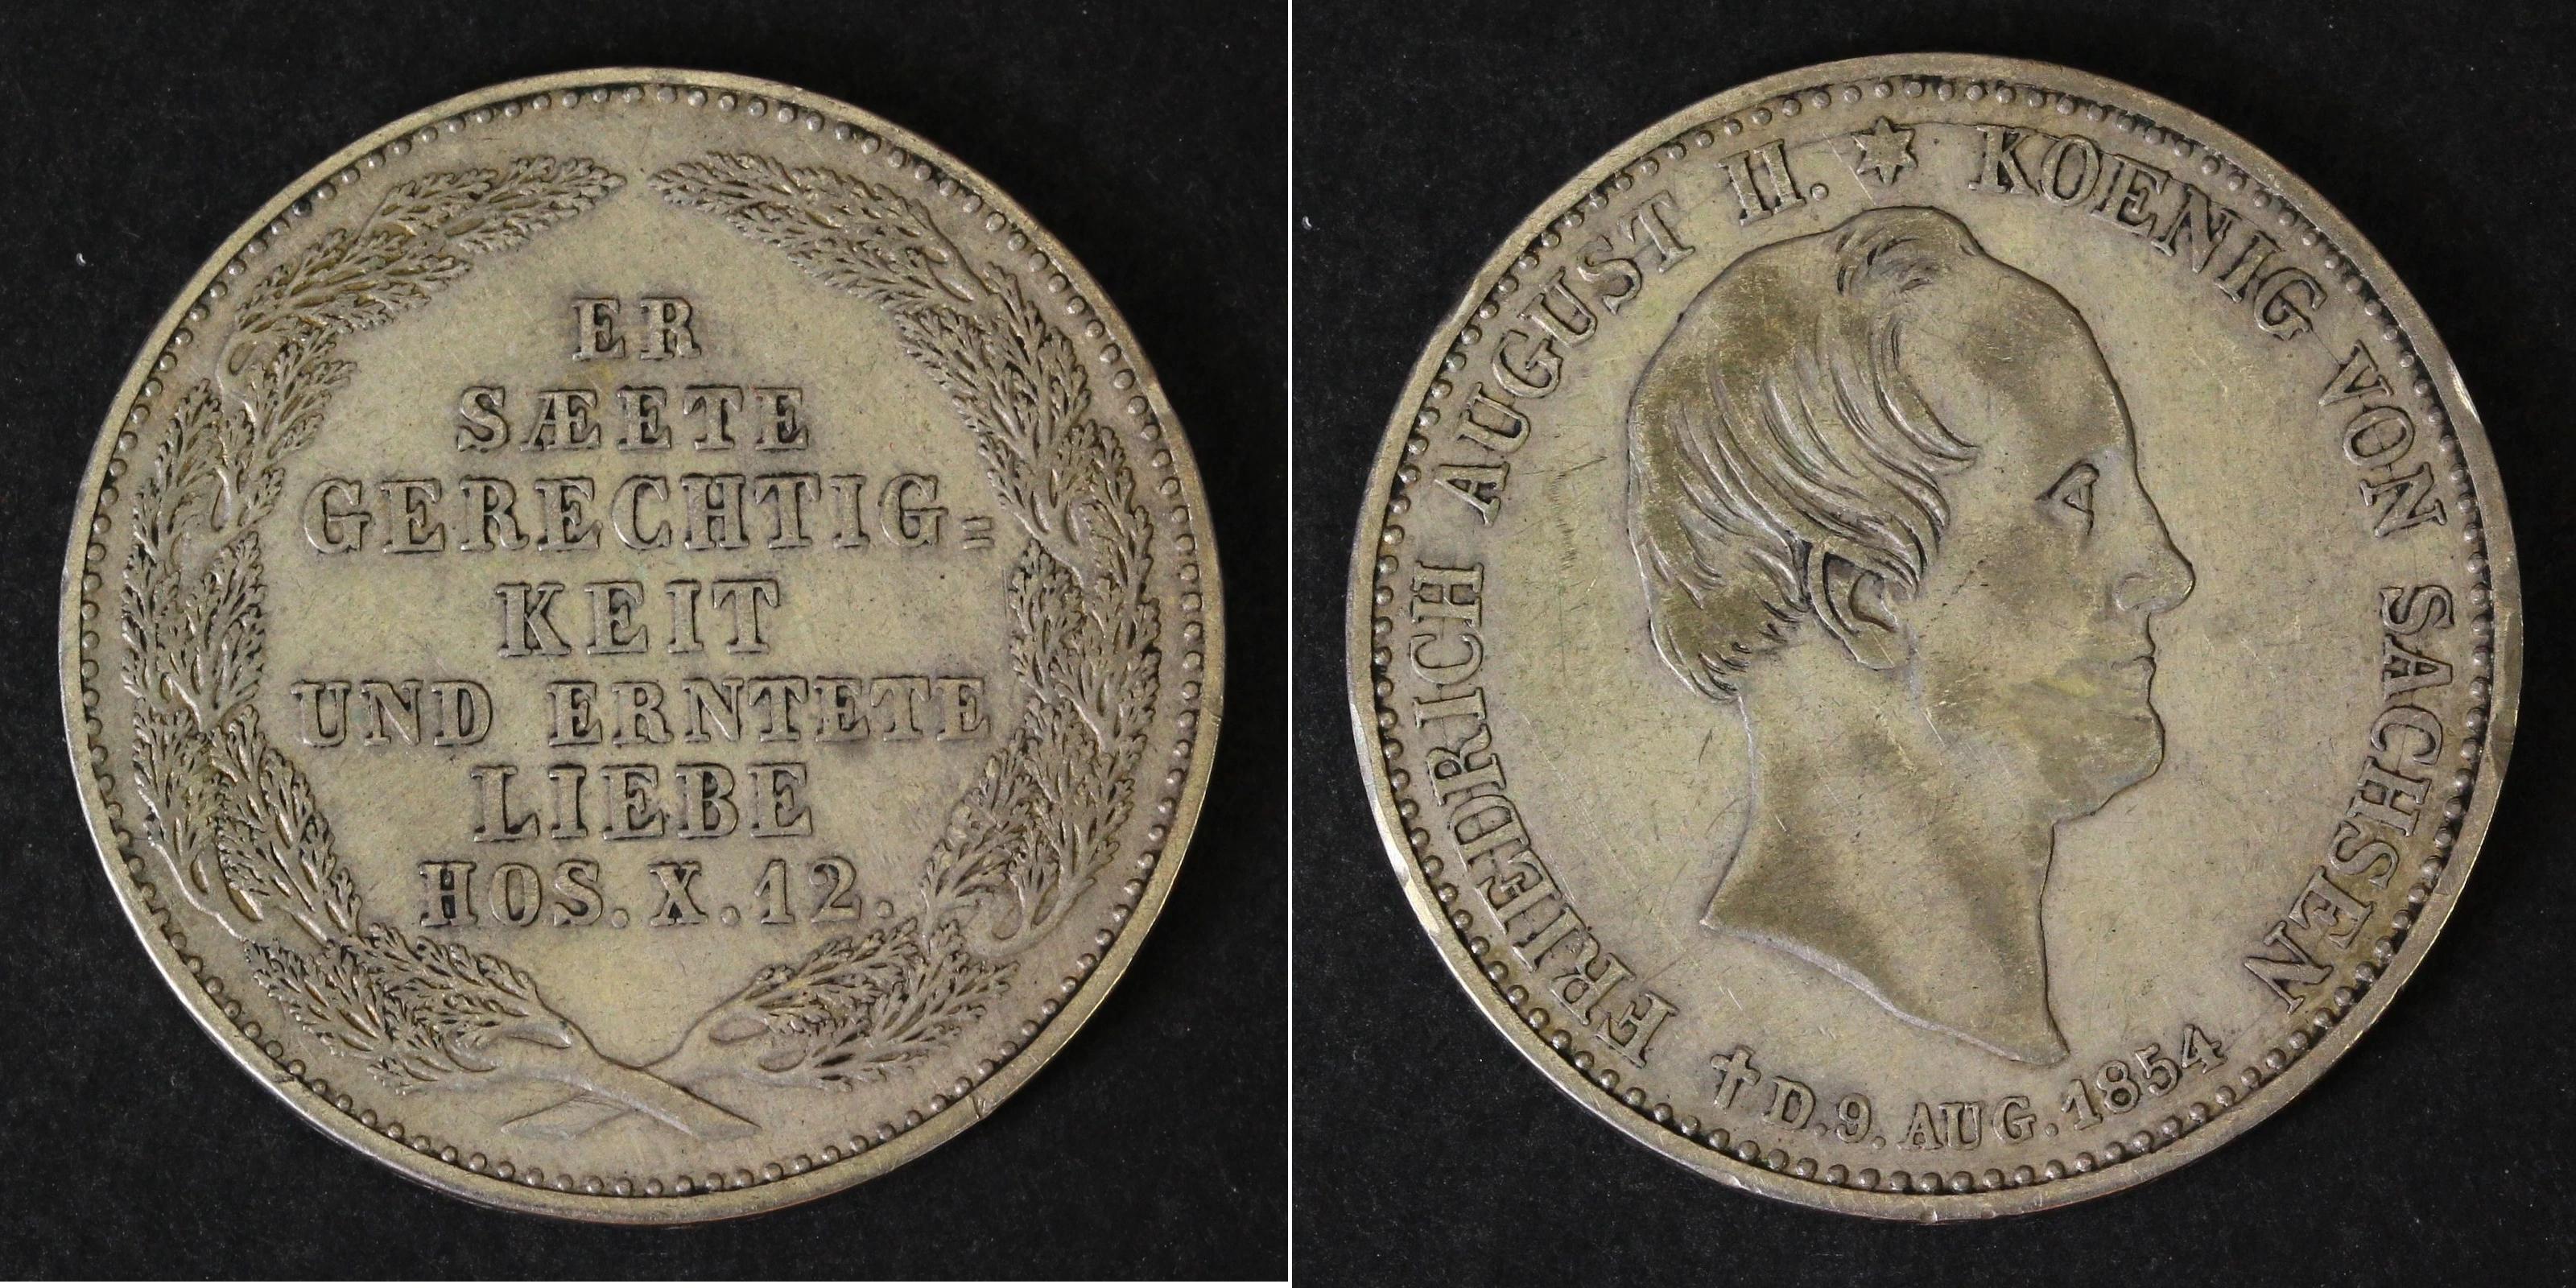 ER
SÆETE
GERECHTIG=
KEIT
UND ERNTETE
LIEBE
HOS. X. 12.
FRIEDRICH AUGUST II. ✶ KOENIG VON SACHSEN
† D. 9. AUG. 1854